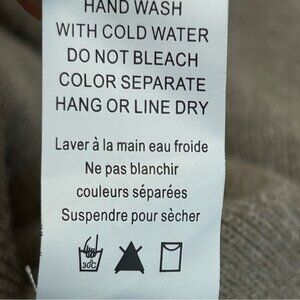 HAND WASH
WITH COLD WATER
DO NOT BLEACH
COLOR SEPARATE
HANG OR LINE DRY
Laver à la main eau froide
Ne pas blanchir
couleurs séparées
Suspendre pour sècher
30C